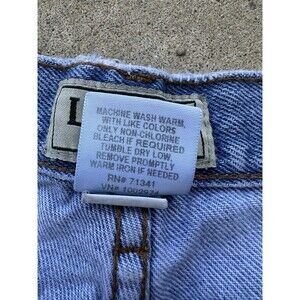 L
MACHINE WASH WARM,
WITH LIKE COLORS
ONLY NON-CHLORINE
BLEACH IF REQUIRED
TUMBLE DRY LOW,
REMOVE PROMPTLY
WARM IRON IF NEEDED
RN# 71341
VN#